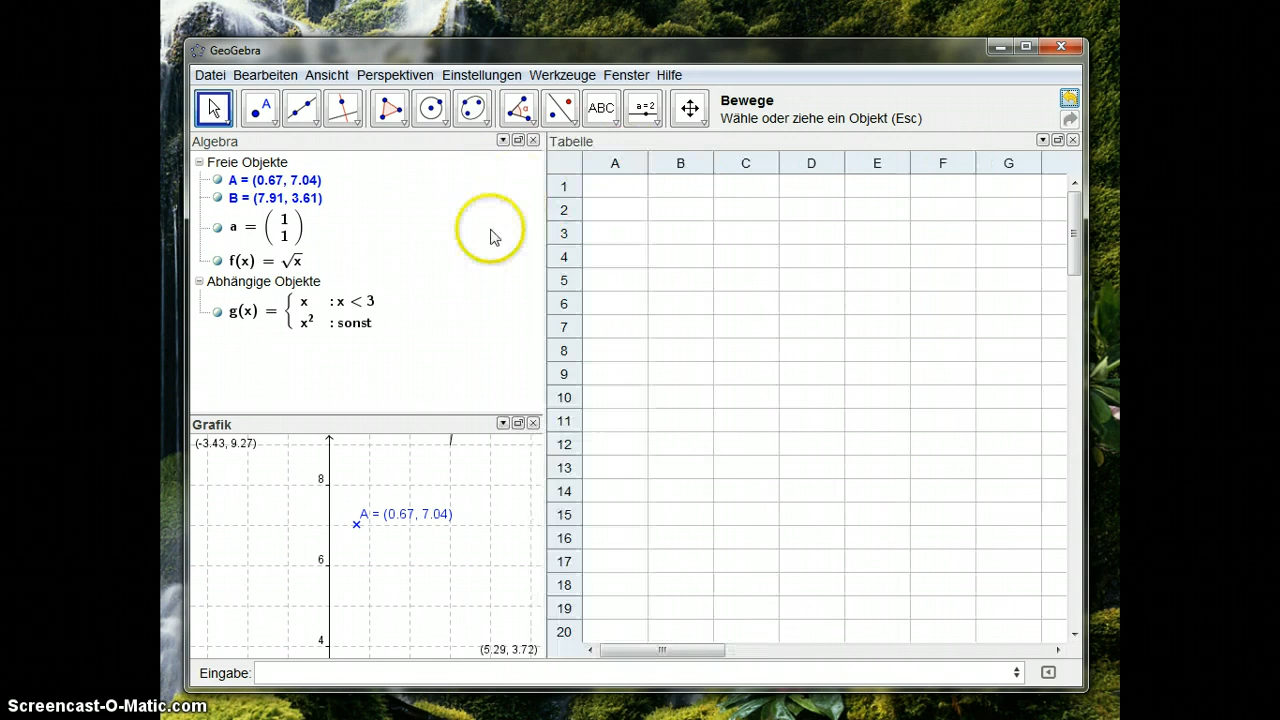 GeoGebra
Datei Bearbeiten Ansicht Perspektiven Einstellungen Werkzeuge Fenster Hilfe
A
α
ABC
a=2
Bewege
Wähle oder ziehe ein Objekt (Esc)
Algebra
Freie Objekte
A = (0.67, 7.04)
B = (7.91, 3.61)
a = ( 1
1 )
f(x) = √x
Abhängige Objekte
g(x) = { x : x < 3
x² : sonst
Grafik
(-3.43, 9.27)
8
A = (0.67, 7.04)
6
4
(5.29, 3.72)
Tabelle
A B C D E F G
1
2
3
4
5
6
7
8
9
10
11
12
13
14
15
16
17
18
19
20
Eingabe:
Screencast-O-Matic.com